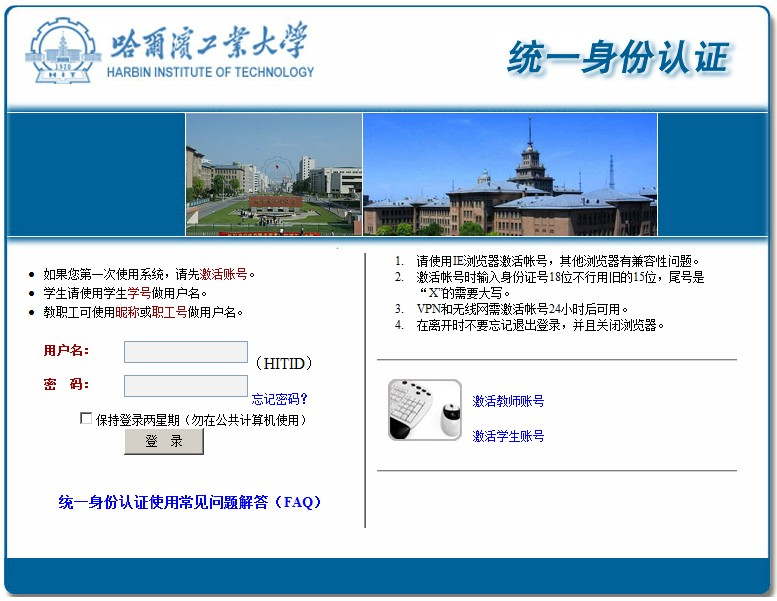 哈爾濱工業大學
HARBIN INSTITUTE OF TECHNOLOGY
1920
HIT
统一身份认证
如果您第一次使用系统，请先激活账号。
学生请使用学生学号做用户名。
教职工可使用昵称或职工号做用户名。
用户名：
（HITID）
密 码：
忘记密码？
保持登录两星期（勿在公共计算机使用）
登 录
统一身份认证使用常见问题解答（FAQ）
1. 请使用IE浏览器激活帐号，其他浏览器有兼容性问题。
2. 激活帐号时输入身份证号18位不行用旧的15位，尾号是
“X”的需要大写。
3. VPN和无线网需激活帐号24小时后可用。
4. 在离开时不要忘记退出登录，并且关闭浏览器。
激活教师账号
激活学生账号